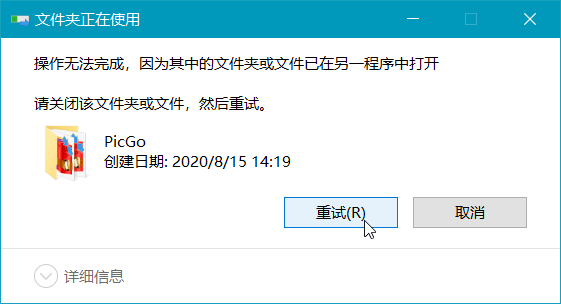 文件夹正在使用
操作无法完成，因为其中的文件夹或文件已在另一程序中打开
请关闭该文件夹或文件，然后重试。
PicGo
创建日期: 2020/8/15 14:19
重试(R)
取消
详细信息